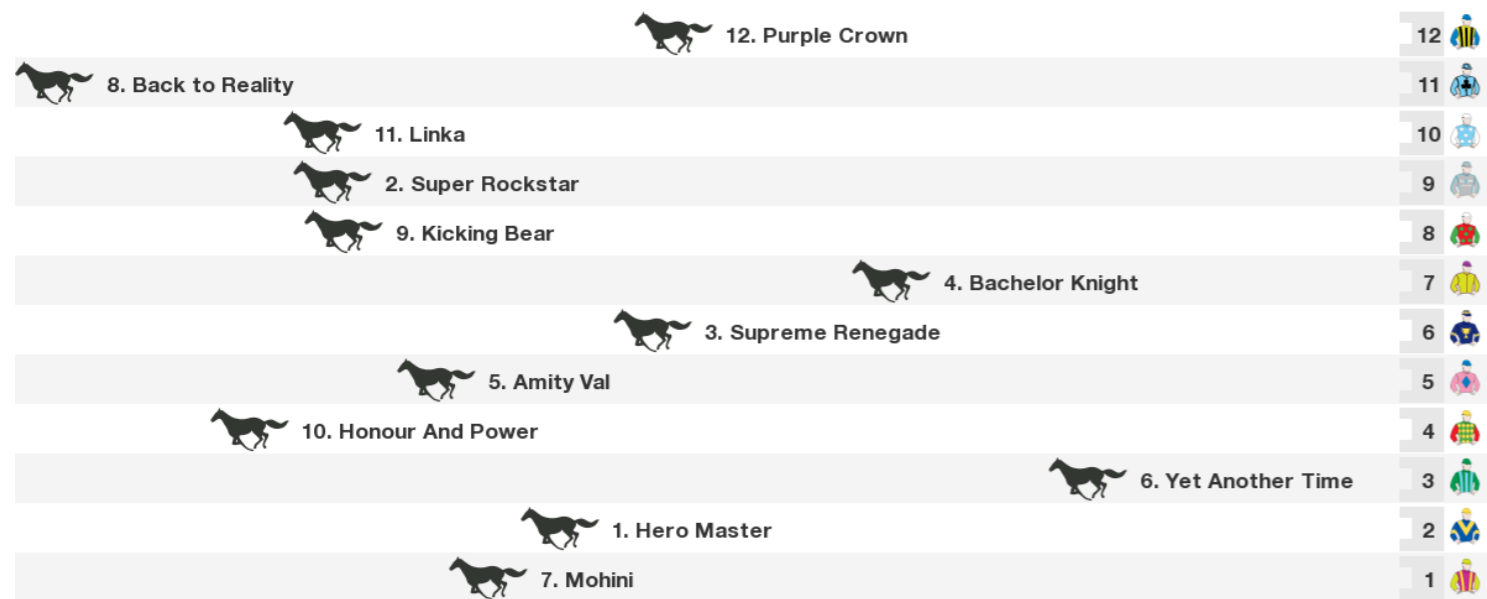 12. Purple Crown 12
8. Back to Reality 11
11. Linka 10
2. Super Rockstar 9
9. Kicking Bear 8
4. Bachelor Knight 7
3. Supreme Renegade 6
5. Amity Val 5
10. Honour And Power 4
6. Yet Another Time 3
1. Hero Master 2
7. Mohini 1